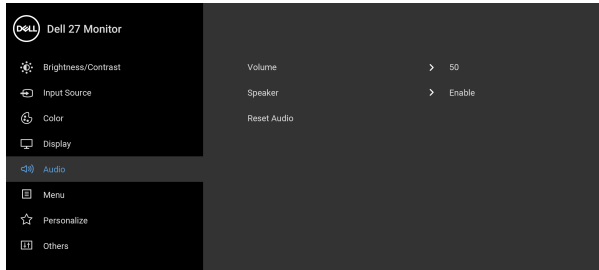 DELL Dell 27 Monitor
Brightness/Contrast
Input Source
Color
Display
Audio
Menu
Personalize
Others
Volume > 50
Speaker > Enable
Reset Audio